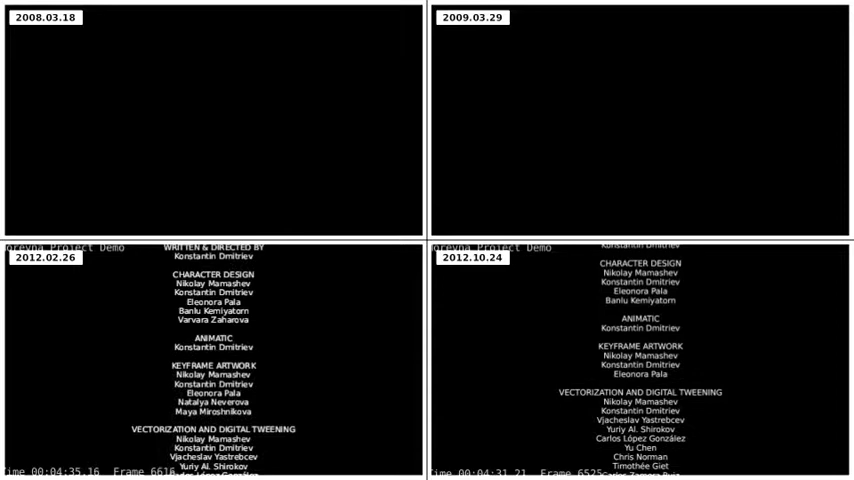 2008.03.18
2009.03.29
2012.02.26
Project Demo
WRITTEN & DIRECTED BY
Konstantin Dmitriev
CHARACTER DESIGN
Nikolay Mamashev
Konstantin Dmitriev
Eleonora Pala
Banlu Kemiyatorn
Varvara Zaharova
ANIMATIC
Konstantin Dmitriev
KEYFRAME ARTWORK
Nikolay Mamashev
Konstantin Dmitriev
Eleonora Pala
Natalya Neverova
Maya Miroshnikova
VECTORIZATION AND DIGITAL TWEENING
Nikolay Mamashev
Konstantin Dmitriev
Vjacheslav Yastrebcev
Yuriy Al. Shirokov
ime 00:04:35.16 Frame 6616
2012.10.24
Project Demo
Konstantin Dmitriev
CHARACTER DESIGN
Nikolay Mamashev
Konstantin Dmitriev
Eleonora Pala
Banlu Kemiyatorn
ANIMATIC
Konstantin Dmitriev
KEYFRAME ARTWORK
Nikolay Mamashev
Konstantin Dmitriev
Eleonora Pala
VECTORIZATION AND DIGITAL TWEENING
Nikolay Mamashev
Konstantin Dmitriev
Vjacheslav Yastrebcev
Yuriy Al. Shirokov
Carlos López González
Yu Chen
Chris Norman
Timothée Giet
ime 00:04:31.21 Frame 6525